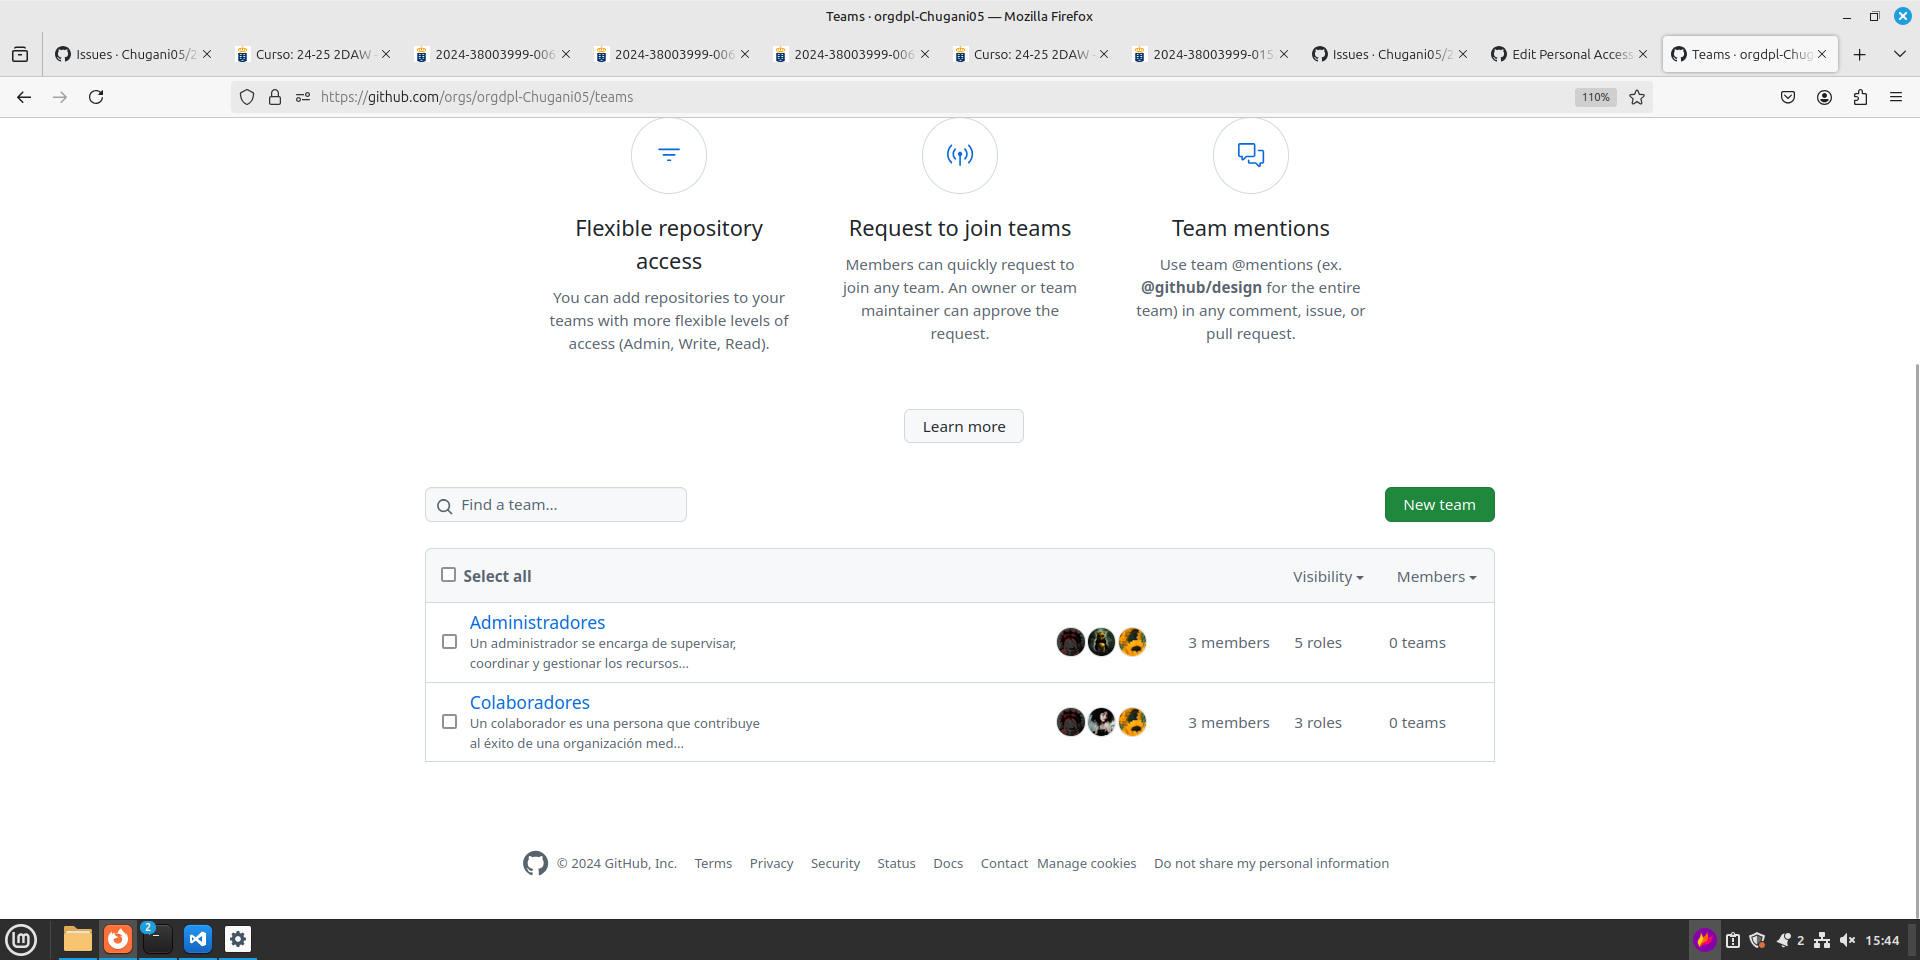 Teams · orgdpl-Chugani05 — Mozilla Firefox
Issues · Chugani05/2
Curso: 24-25 2DAW -
2024-38003999-006
2024-38003999-006
2024-38003999-006
Curso: 24-25 2DAW -
2024-38003999-015.
Issues · Chugani05/2
Edit Personal Access
Teams · orgdpl-Chug
https://github.com/orgs/orgdpl-Chugani05/teams
110%
Flexible repository
access
You can add repositories to your
teams with more flexible levels of
access (Admin, Write, Read).
Request to join teams
Members can quickly request to
join any team. An owner or team
maintainer can approve the
request.
Team mentions
Use team @mentions (ex.
@github/design for the entire
team) in any comment, issue, or
pull request.
Learn more
Find a team...
New team
Select all
Visibility
Members
Administradores
Un administrador se encarga de supervisar,
coordinar y gestionar los recursos...
3 members
5 roles
0 teams
Colaboradores
Un colaborador es una persona que contribuye
al éxito de una organización med...
3 members
3 roles
0 teams
© 2024 GitHub, Inc.
Terms
Privacy
Security
Status
Docs
Contact
Manage cookies
Do not share my personal information
2
2
15:44